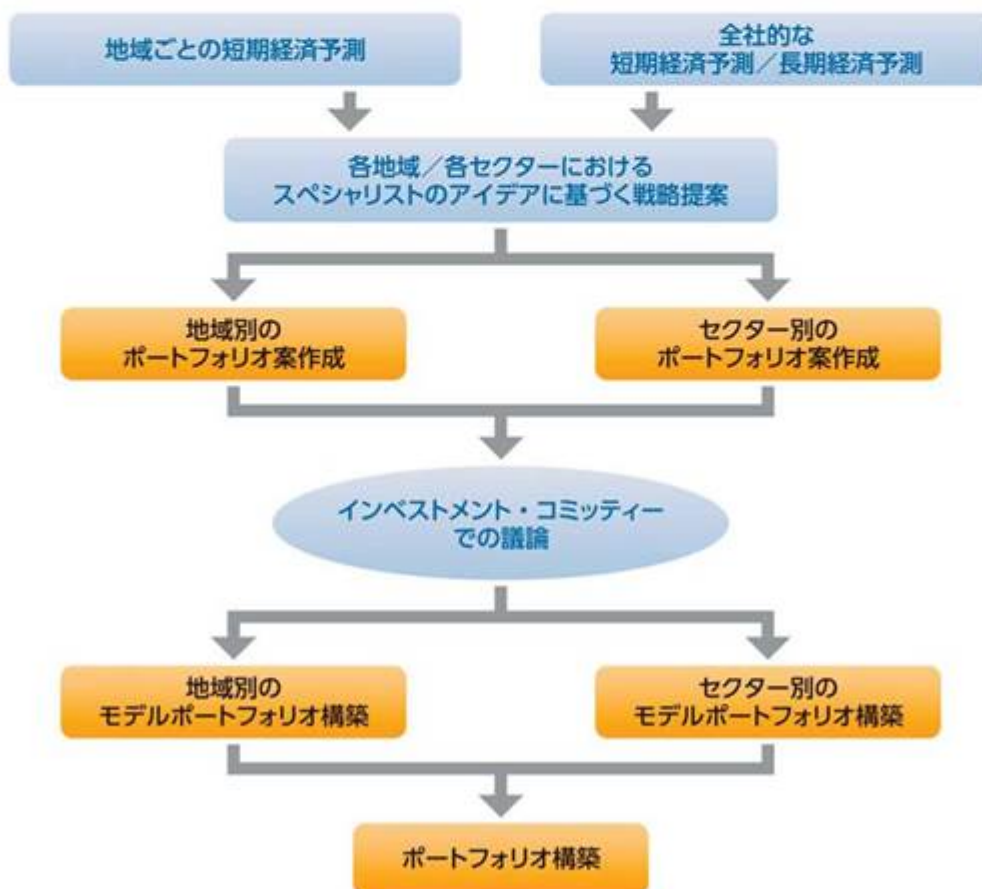 地域ごとの短期経済予測
全社的な
短期経済予測／長期経済予測
各地域／各セクターにおける
スペシャリストのアイデアに基づく戦略提案
地域別の
ポートフォリオ案作成
セクター別の
ポートフォリオ案作成
インベストメント・コミッティー
での議論
地域別の
モデルポートフォリオ構築
セクター別の
モデルポートフォリオ構築
ポートフォリオ構築